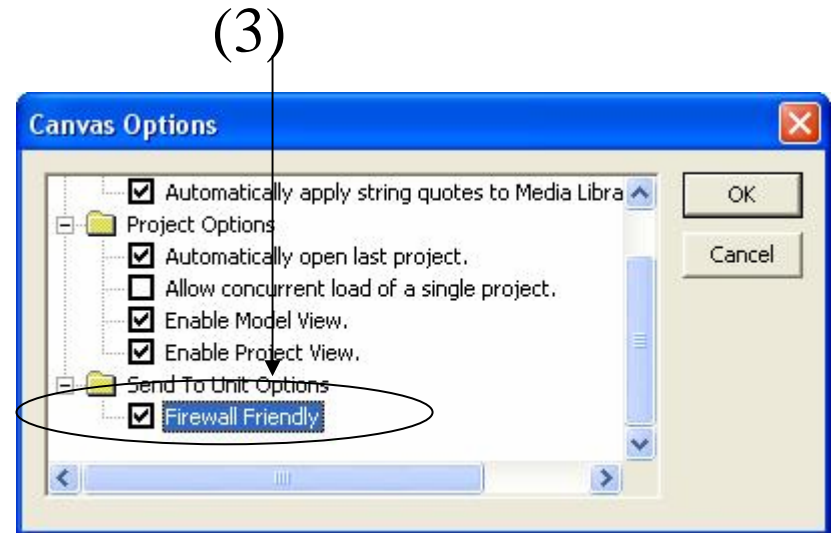 (3)
Canvas Options
Automatically apply string quotes to Media Libra
OK
Project Options
Automatically open last project.
Cancel
Allow concurrent load of a single project.
Enable Model View.
Enable Project View.
Send To Unit Options
Firewall Friendly